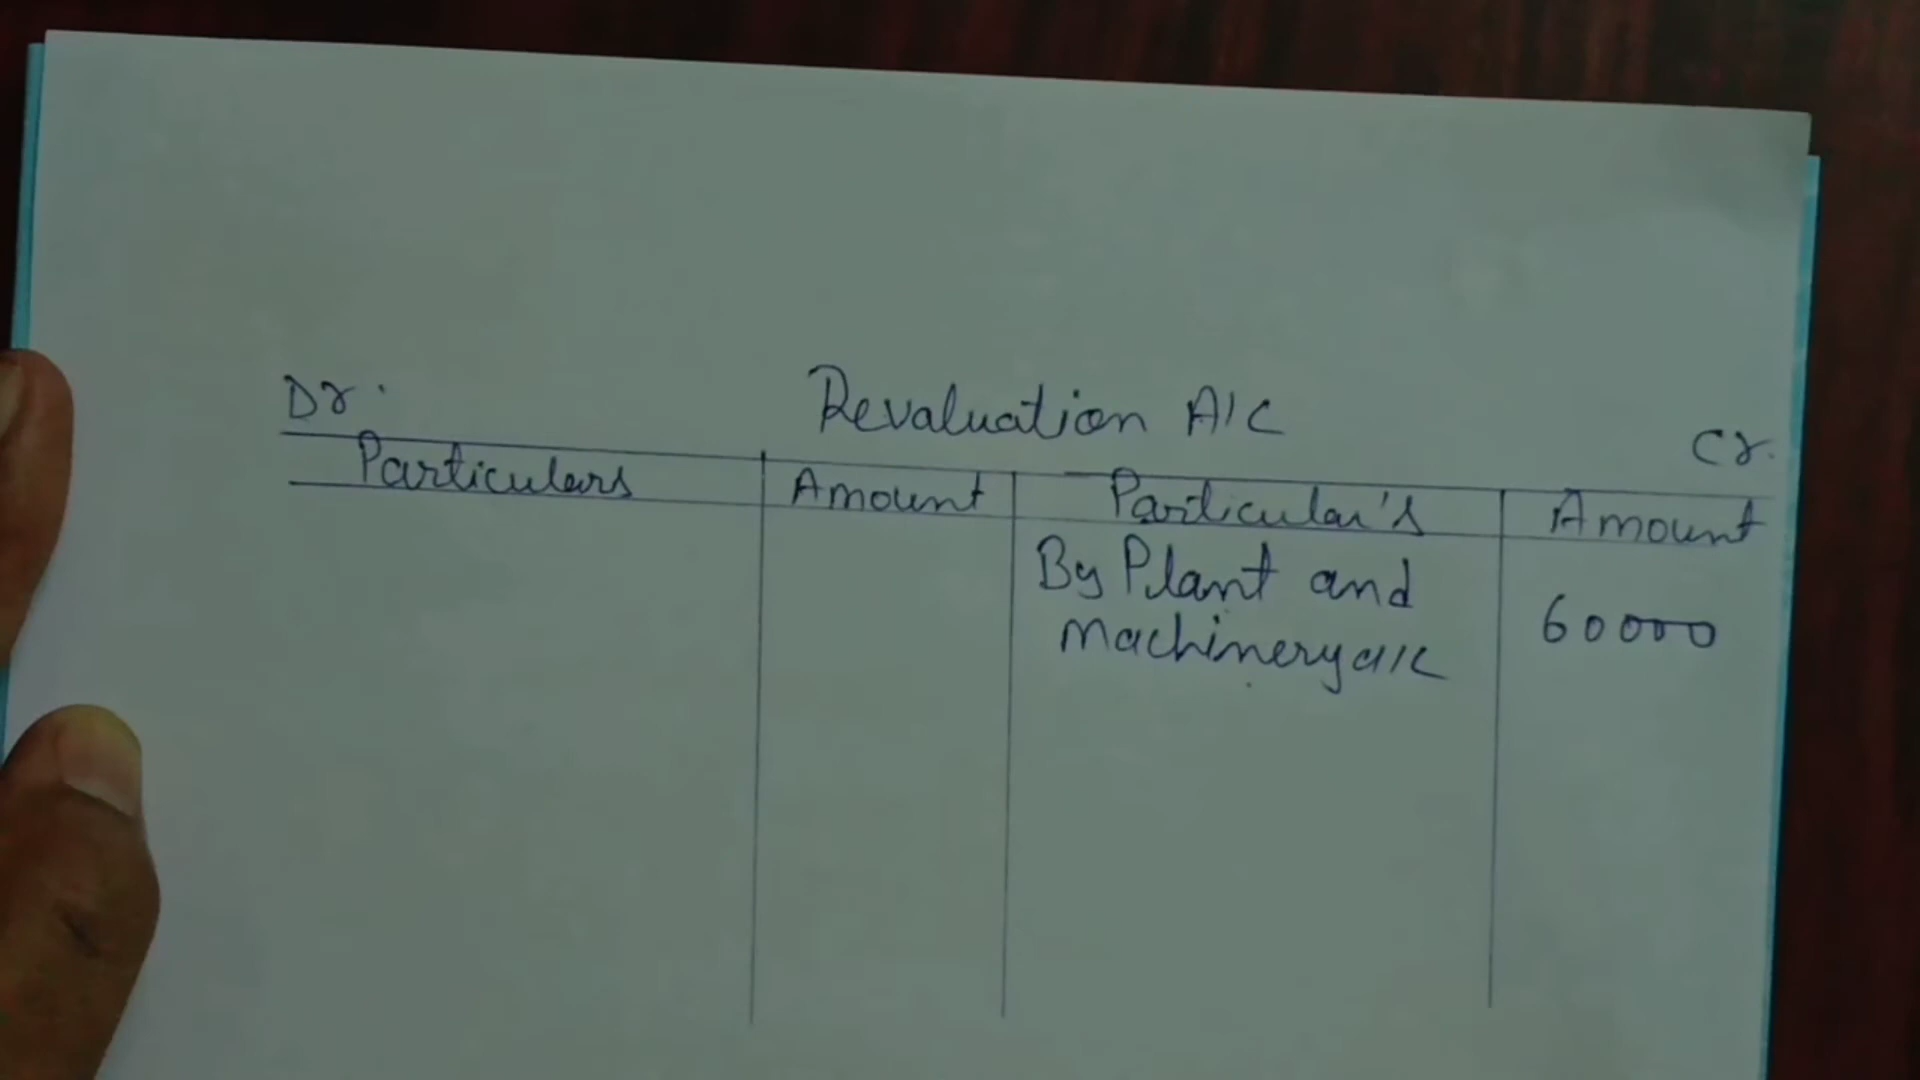 Dr.
Revaluation A/C
Cr.
Particulars Amount Particular's Amount
By Plant and
Machinery a/c 60000